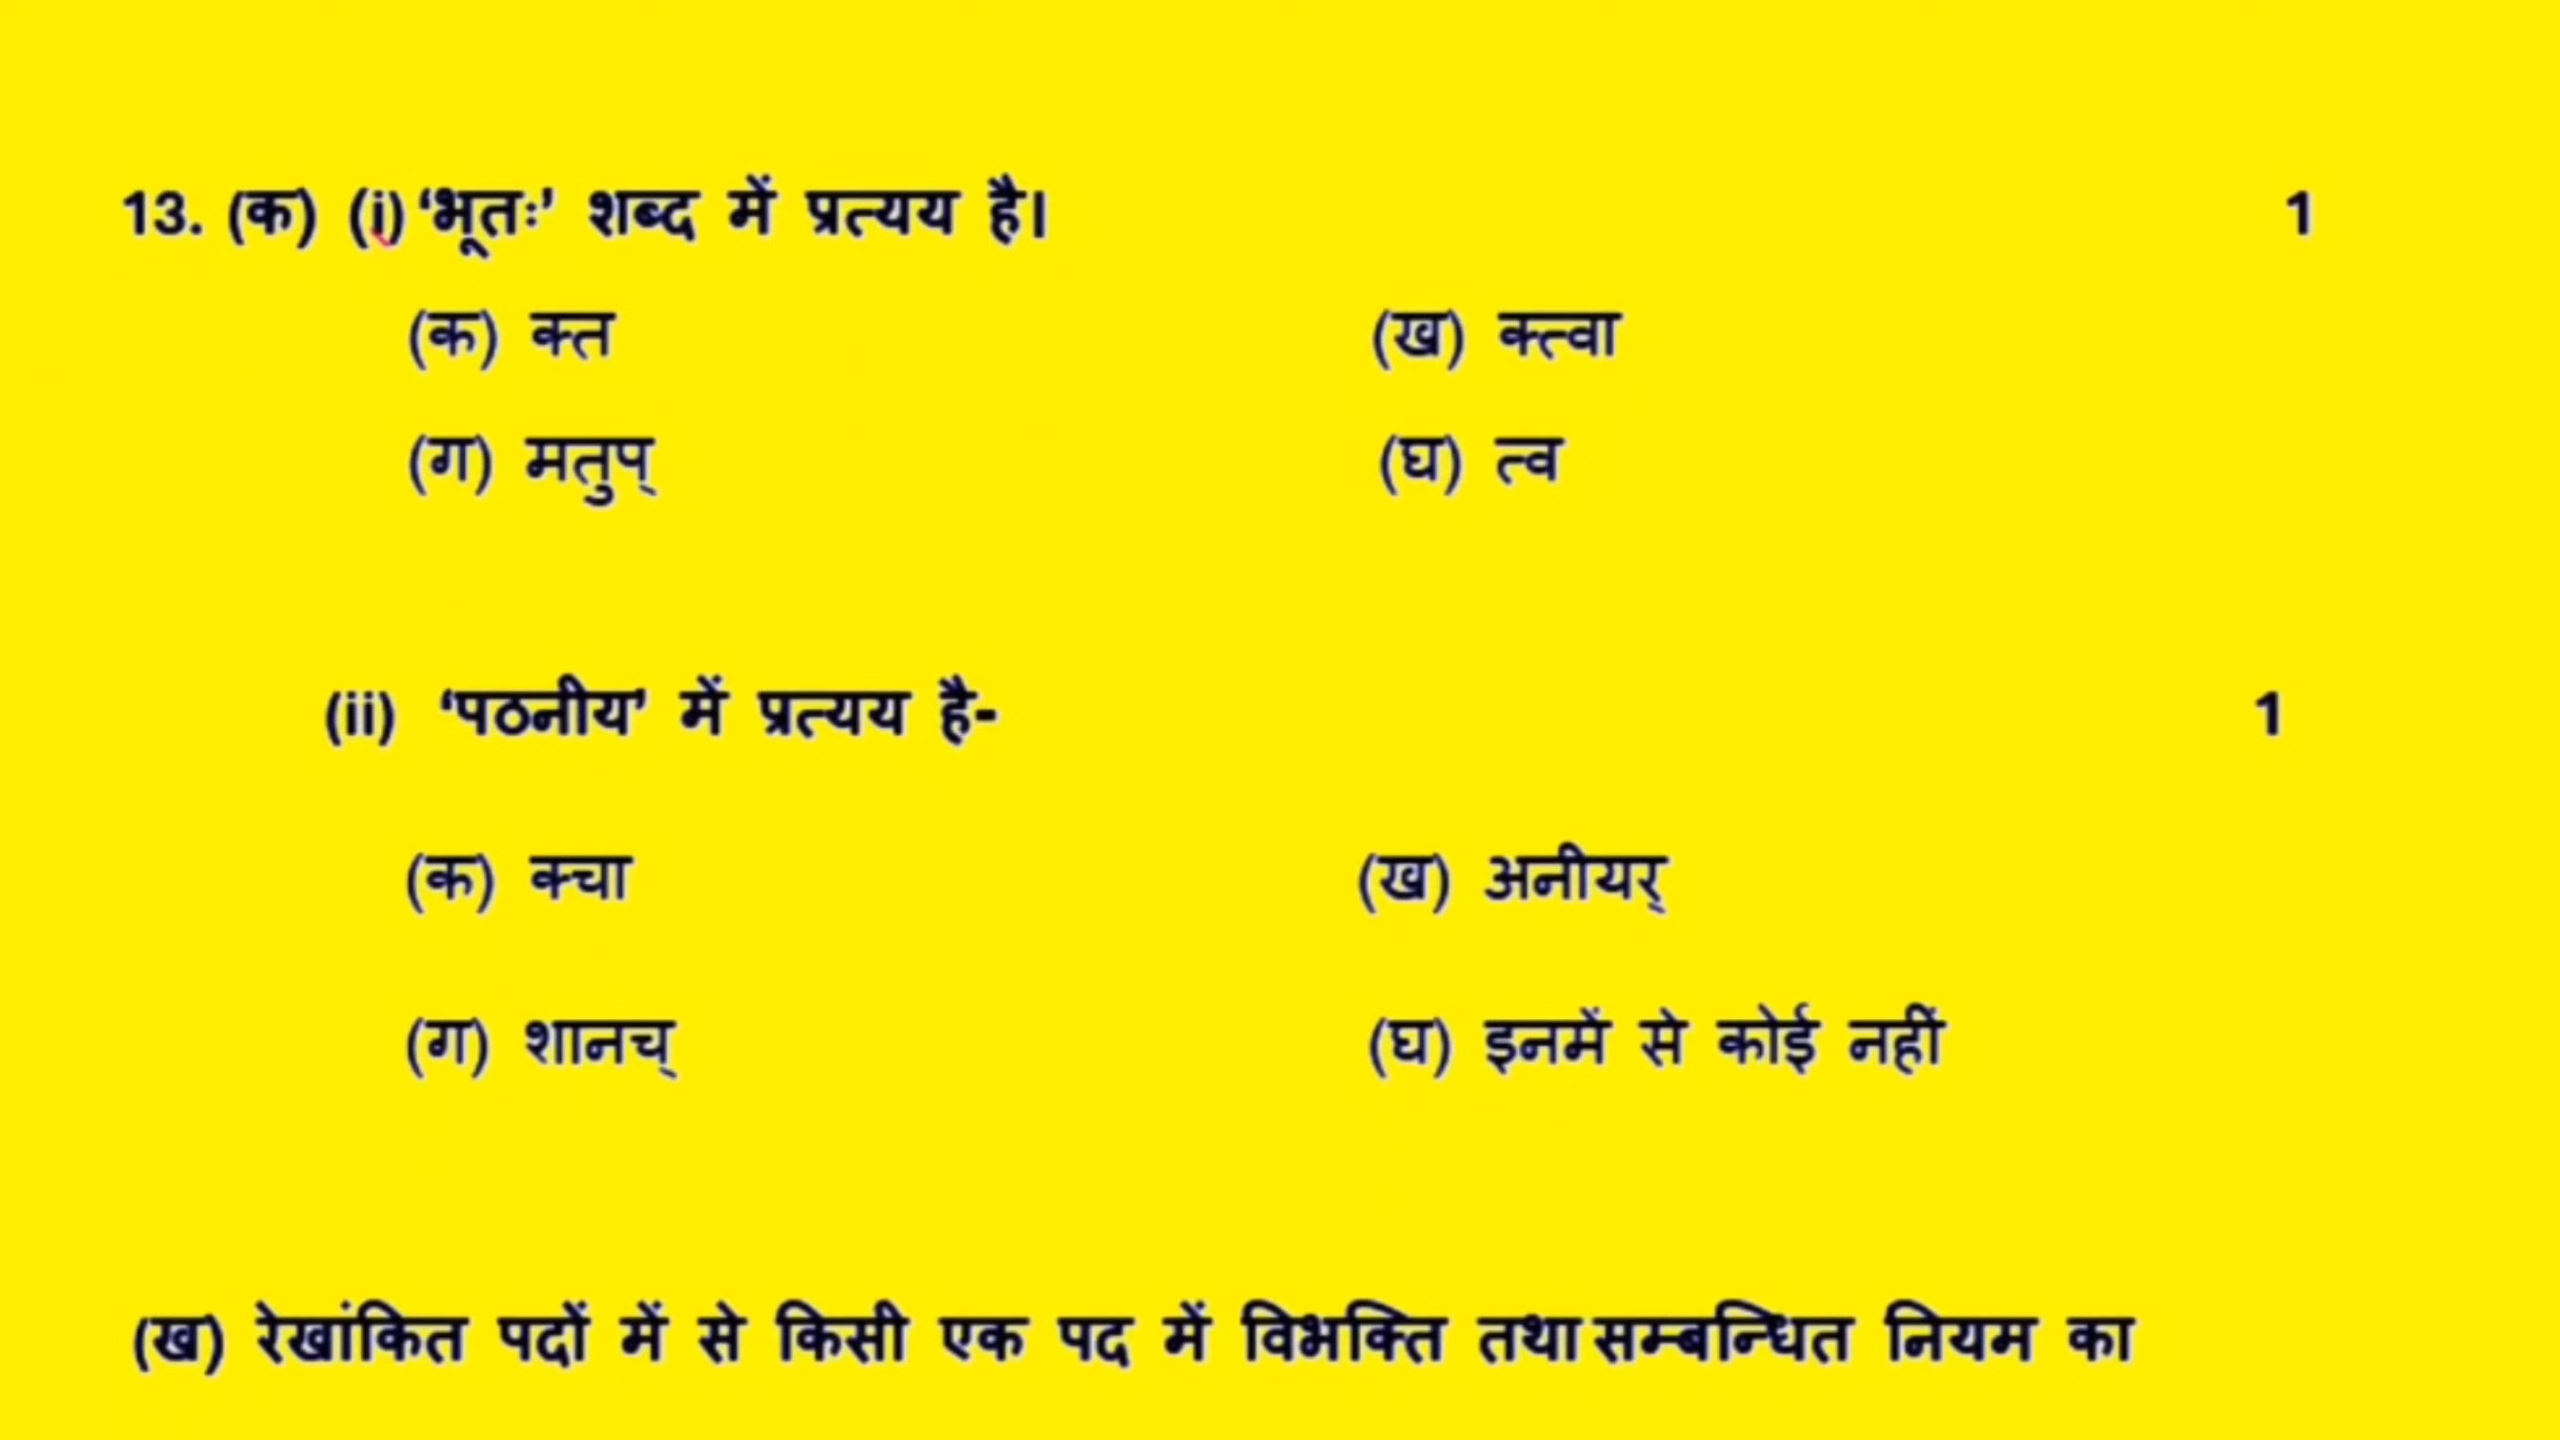 13. (क) (i) ‘भूतः’ शब्द में प्रत्यय है। 1
(क) क्त (ख) क्त्वा
(ग) मतुप् (घ) त्व
(ii) ‘पठनीय’ में प्रत्यय है- 1
(क) क्चा (ख) अनीयर्
(ग) शानच् (घ) इनमें से कोई नहीं
(ख) रेखांकित पदों में से किसी एक पद में विभक्ति तथा सम्बन्धित नियम का